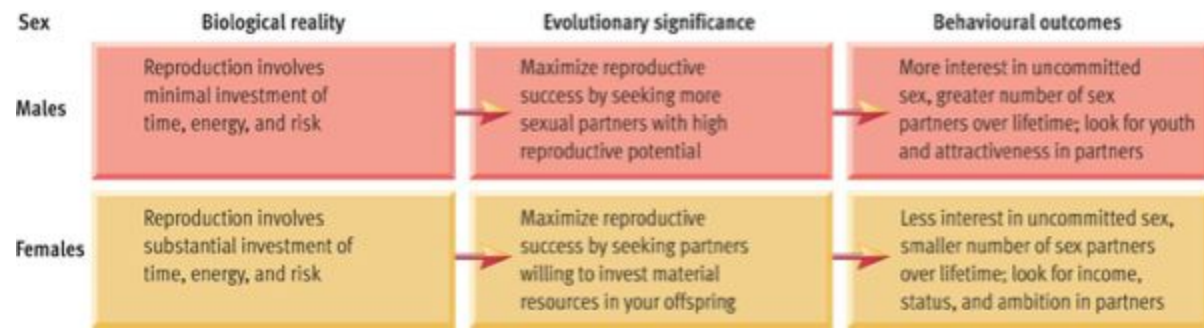 Sex Biological reality Evolutionary significance Behavioural outcomes
Males
Reproduction involves
minimal investment of
time, energy, and risk
Maximize reproductive
success by seeking more
sexual partners with high
reproductive potential
More interest in uncommitted
sex, greater number of sex
partners over lifetime; look for youth
and attractiveness in partners
Females
Reproduction involves
substantial investment of
time, energy, and risk
Maximize reproductive
success by seeking partners
willing to invest material
resources in your offspring
Less interest in uncommitted sex,
smaller number of sex partners
over lifetime; look for income,
status, and ambition in partners